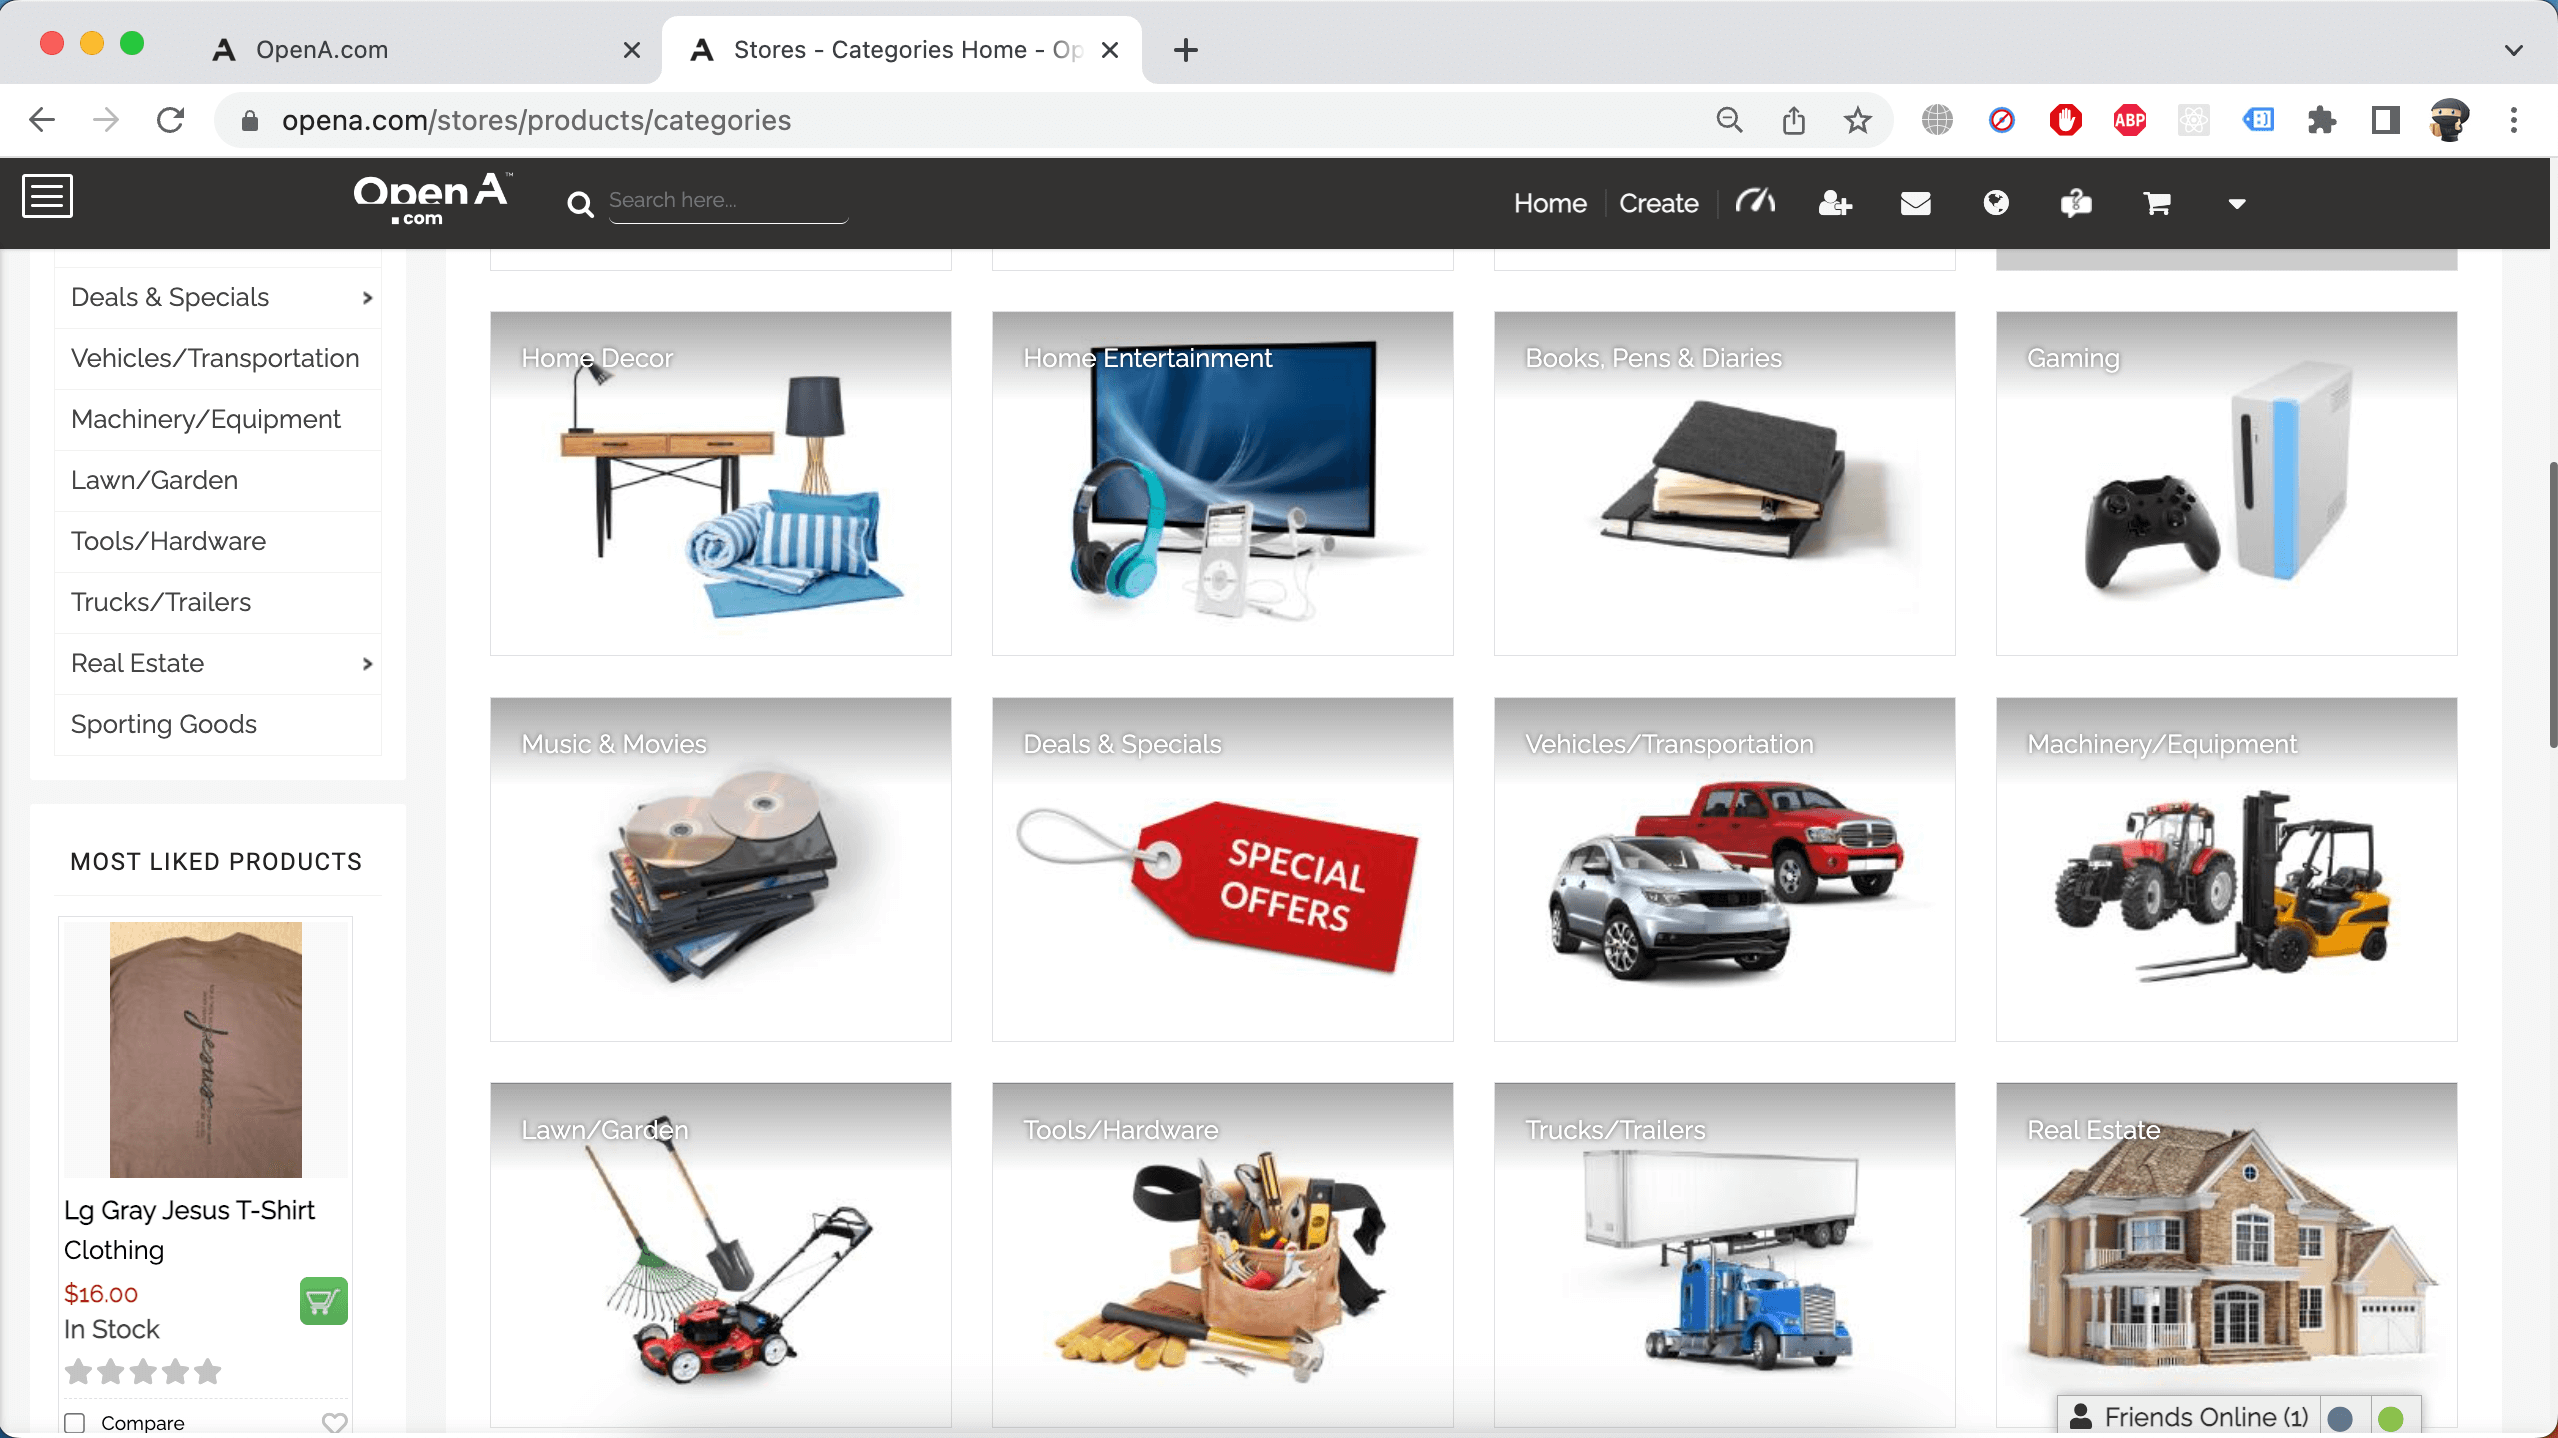 OpenA.com
Stores - Categories Home - Op
opena.com/stores/products/categories
ABP
OpenA™
.com
Search here...
Home
Create
Deals & Specials
Vehicles/Transportation
Machinery/Equipment
Lawn/Garden
Tools/Hardware
Trucks/Trailers
Real Estate
Sporting Goods
MOST LIKED PRODUCTS
Jesus
Lg Gray Jesus T-Shirt
Clothing
$16.00
In Stock
Compare
Home Decor
Home Entertainment
Books, Pens & Diaries
Gaming
Music & Movies
Deals & Specials
SPECIAL
OFFERS
Vehicles/Transportation
Machinery/Equipment
Lawn/Garden
Tools/Hardware
Trucks/Trailers
Real Estate
Friends Online (1)